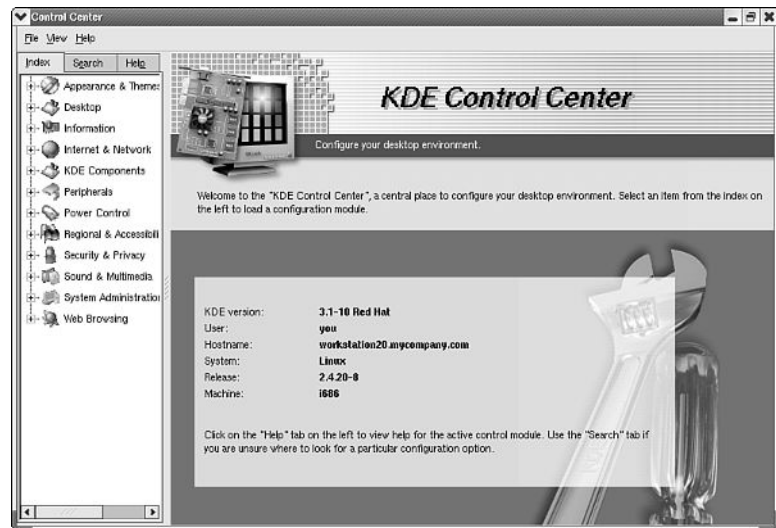 Control Center
File View Help
Index Search Help
Appearance & Themes
Desktop
Information
Internet & Network
KDE Components
Peripherals
Power Control
Regional & Accessibili
Security & Privacy
Sound & Multimedia
System Administration
Web Browsing
KDE Control Center
Configure your desktop environment.
Welcome to the "KDE Control Center", a central place to configure your desktop environment. Select an item from the index on
the left to load a configuration module.
KDE version: 3.1-10 Red Hat
User: you
Hostname: workstation20.mycompany.com
System: Linux
Release: 2.4.20-8
Machine: i686
Click on the "Help" tab on the left to view help for the active control module. Use the "Search" tab if
you are unsure where to look for a particular configuration option.